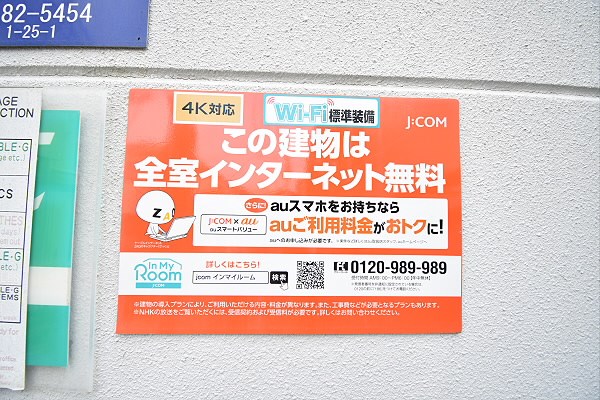 82-5454
1-25-1
4K対応
Wi-Fi標準装備
J:COM
この建物は
全室インターネット無料
さらに!
auスマホをお持ちなら
J:COM×au
auスマートバリュー
auご利用料金がおトクに!
In My Room
J:COM
詳しくはこちら!
jcom インマイルーム
検索
0120-989-989
※建物の導入プランにより、ご利用いただける内容・料金が異なります。また、工事費などが必要となるプランもあります。
※NHKの放送をご覧いただくには、受信契約および受信料が必要です。詳しくはお問い合わせください。
AGE
CTION
BLE・G
CS
THES
BLE・G